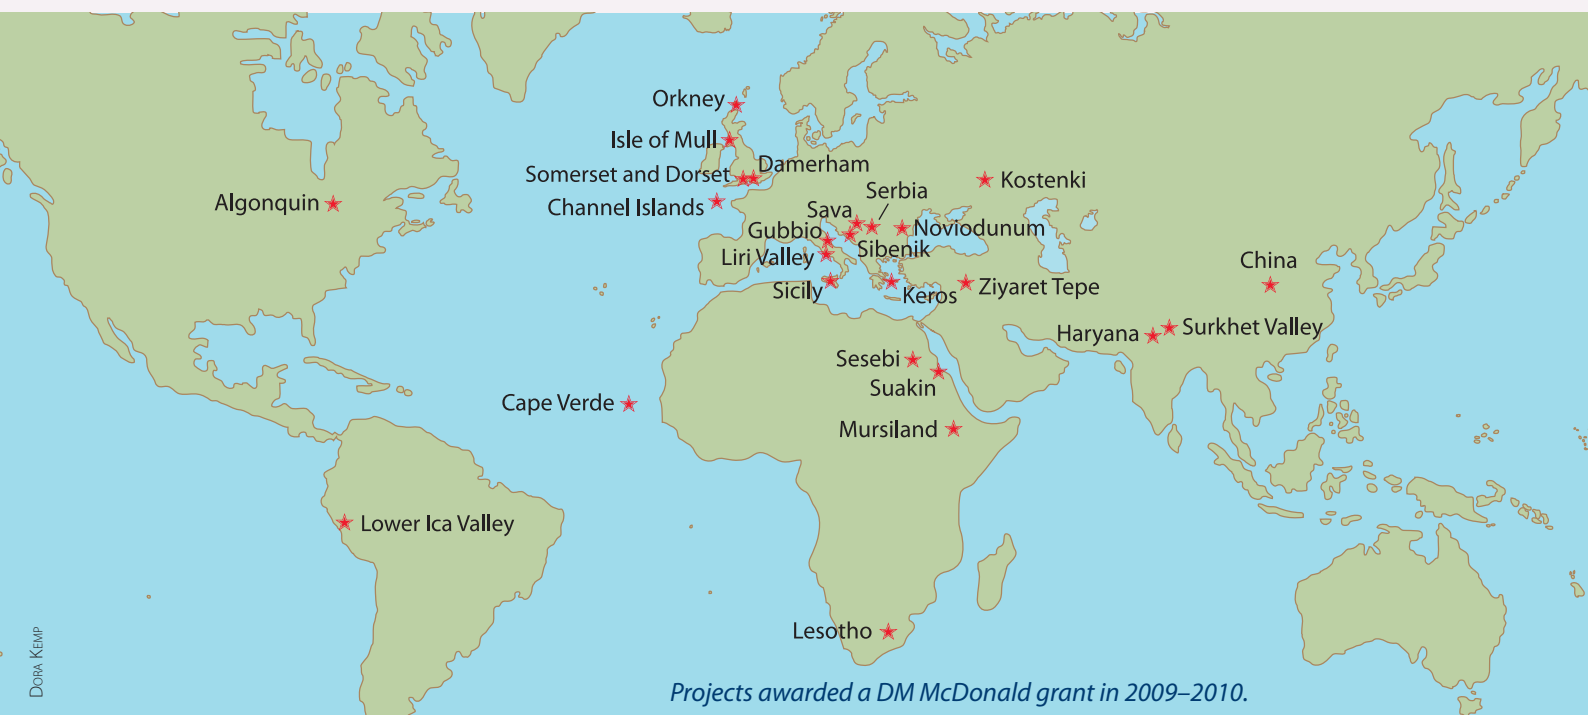 Orkney
Isle of Mull
Damerham
Somerset and Dorset
Kostenki
Serbia
Algonquin
Channel Islands
Sava
Gubbio
Noviodunum
Sibenik
Liri Valley
China
Sicily
Keros
Ziyaret Tepe
Haryana
Surkhet Valley
Sesebi
Suakin
Cape Verde
Mursiland
Lower Ica Valley
Lesotho
DORA KEMP
Projects awarded a DM McDonald grant in 2009–2010.